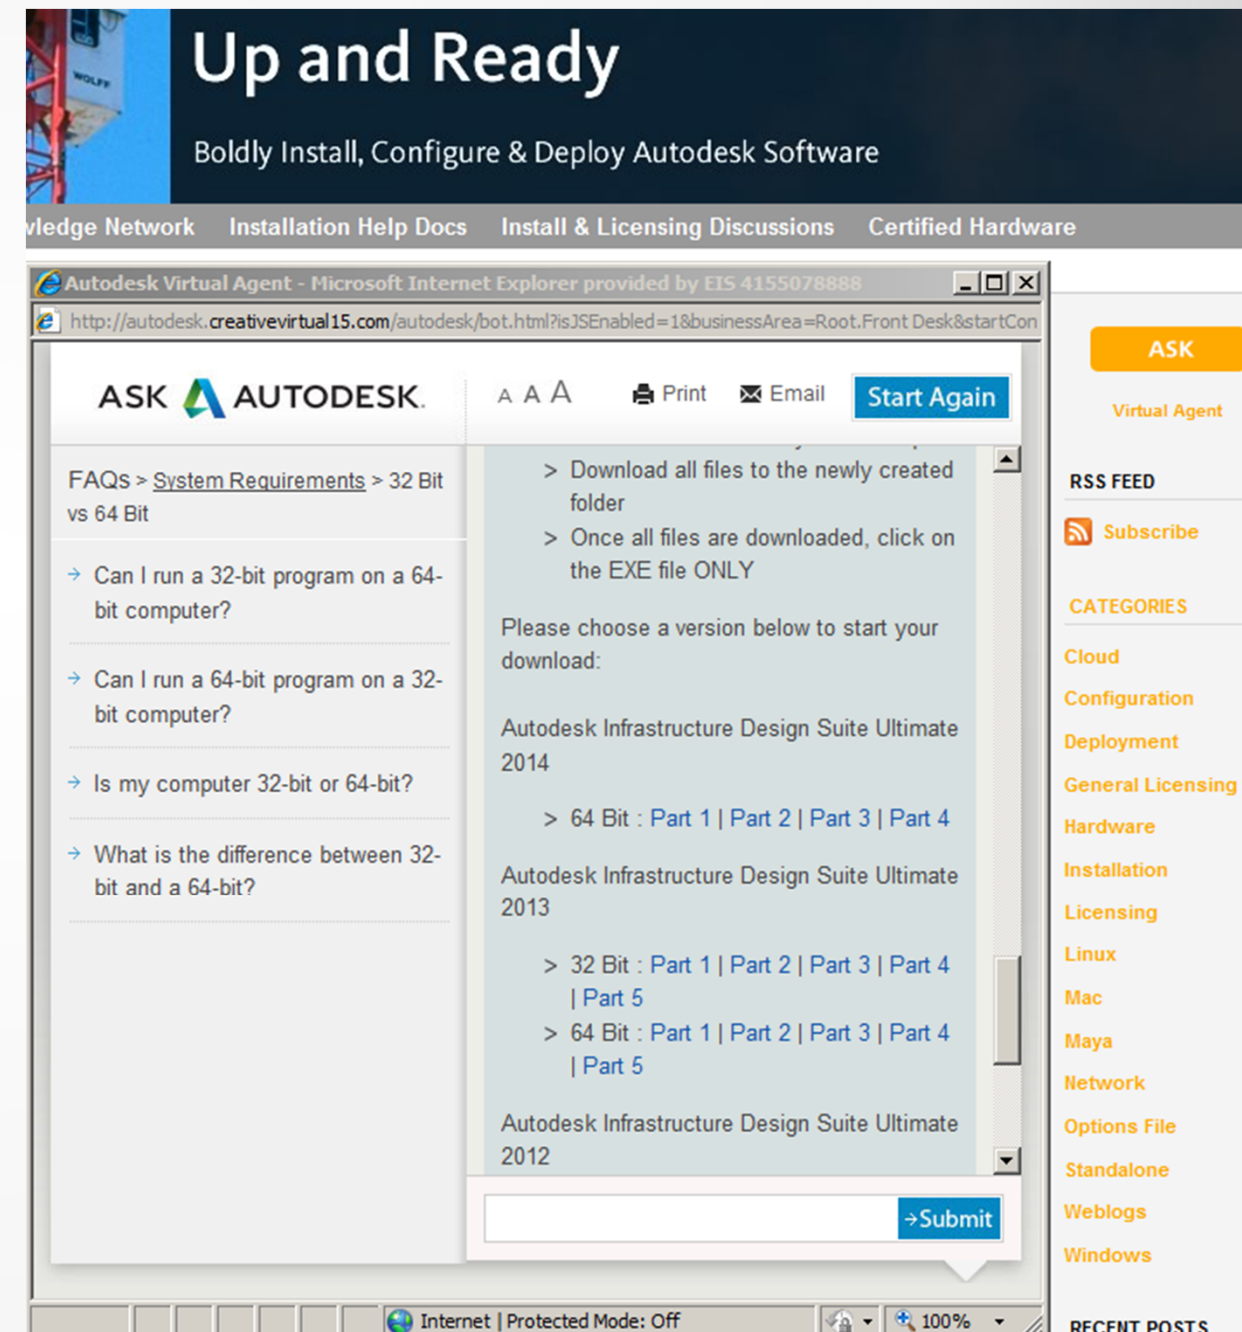 WOLFF
Up and Ready
Boldly Install, Configure & Deploy Autodesk Software
wledge Network Installation Help Docs Install & Licensing Discussions Certified Hardware
Autodesk Virtual Agent - Microsoft Internet Explorer provided by EIS 4155078888
http://autodesk.creativevirtual15.com/autodesk/bot.html?isJSEnabled=1&businessArea=Root.Front Desk&startCon
ASK AUTODESK.
A A A Print Email Start Again
FAQs > System Requirements > 32 Bit
vs 64 Bit
→ Can I run a 32-bit program on a 64-
bit computer?
→ Can I run a 64-bit program on a 32-
bit computer?
→ Is my computer 32-bit or 64-bit?
→ What is the difference between 32-
bit and a 64-bit?
> Download all files to the newly created
folder
> Once all files are downloaded, click on
the EXE file ONLY
Please choose a version below to start your
download:
Autodesk Infrastructure Design Suite Ultimate
2014
> 64 Bit : Part 1 | Part 2 | Part 3 | Part 4
Autodesk Infrastructure Design Suite Ultimate
2013
> 32 Bit : Part 1 | Part 2 | Part 3 | Part 4
| Part 5
> 64 Bit : Part 1 | Part 2 | Part 3 | Part 4
| Part 5
Autodesk Infrastructure Design Suite Ultimate
2012
→Submit
Internet | Protected Mode: Off
100%
ASK
Virtual Agent
RSS FEED
Subscribe
CATEGORIES
Cloud
Configuration
Deployment
General Licensing
Hardware
Installation
Licensing
Linux
Mac
Maya
Network
Options File
Standalone
Weblogs
Windows
RECENT POSTS